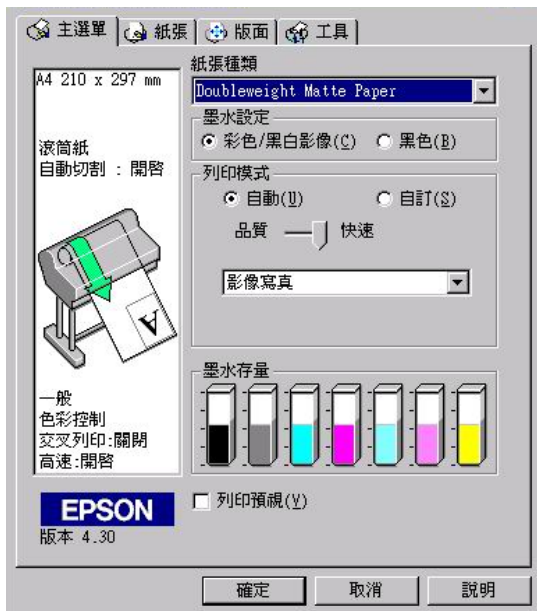 主選單 紙張 版面 工具
A4 210 x 297 mm
滾筒紙
自動切割 : 開啓
A
一般
色彩控制
交叉列印:關閉
高速:開啓
EPSON
版本 4.30
紙張種類
Doubleweight Matte Paper
墨水設定
彩色/黑白影像(C) 黑色(B)
列印模式
自動(U) 自訂(S)
品質 快速
影像寫真
墨水存量
列印預視(V)
確定 取消 説明